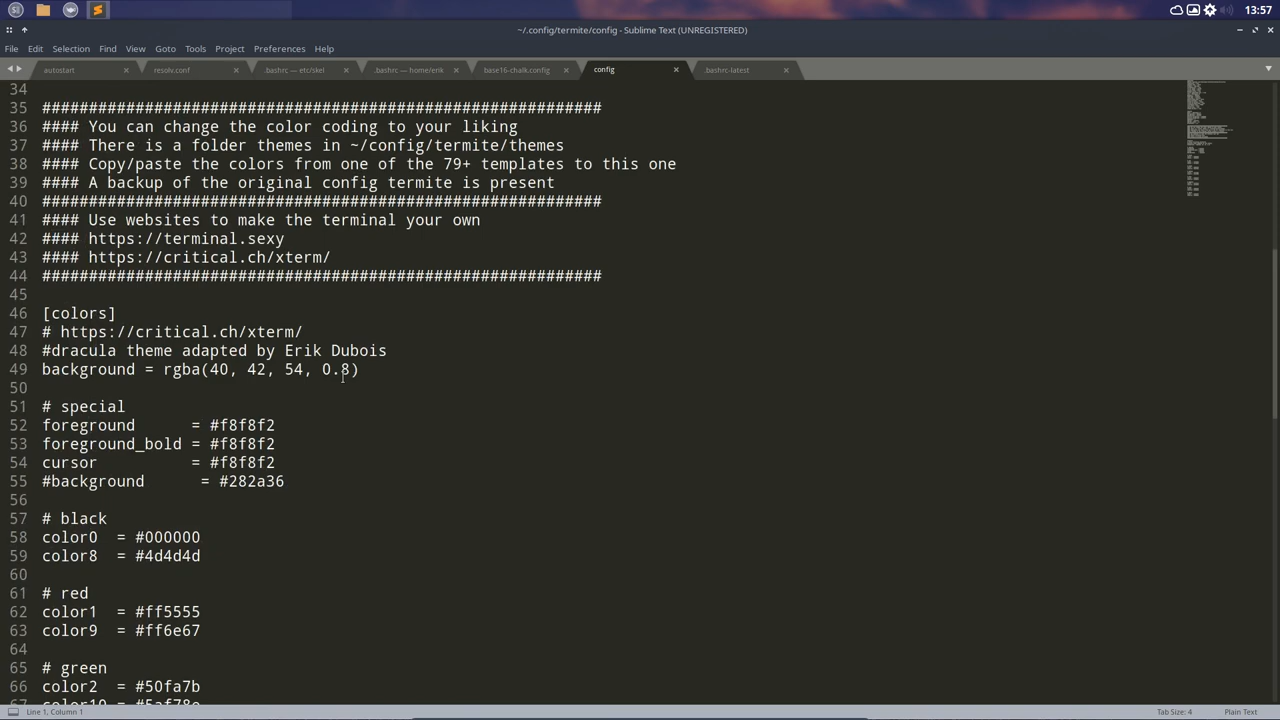 13:57
~/.config/termite/config - Sublime Text (UNREGISTERED)
File Edit Selection Find View Goto Tools Project Preferences Help
autostart resolv.conf .bashrc — etc/skel .bashrc — home/erik base16-chalk.config config .bashrc-latest
34
35 ############################################################
36 #### You can change the color coding to your liking
37 #### There is a folder themes in ~/config/termite/themes
38 #### Copy/paste the colors from one of the 79+ templates to this one
39 #### A backup of the original config termite is present
40 ############################################################
41 #### Use websites to make the terminal your own
42 #### https://terminal.sexy
43 #### https://critical.ch/xterm/
44 ############################################################
45
46 [colors]
47 # https://critical.ch/xterm/
48 #dracula theme adapted by Erik Dubois
49 background = rgba(40, 42, 54, 0.8)
50
51 # special
52 foreground      = #f8f8f2
53 foreground_bold = #f8f8f2
54 cursor          = #f8f8f2
55 #background      = #282a36
56
57 # black
58 color0  = #000000
59 color8  = #4d4d4d
60
61 # red
62 color1  = #ff5555
63 color9  = #ff6e67
64
65 # green
66 color2  = #50fa7b
67 color10 = #5af78e
Line 1, Column 1 Tab Size: 4 Plain Text